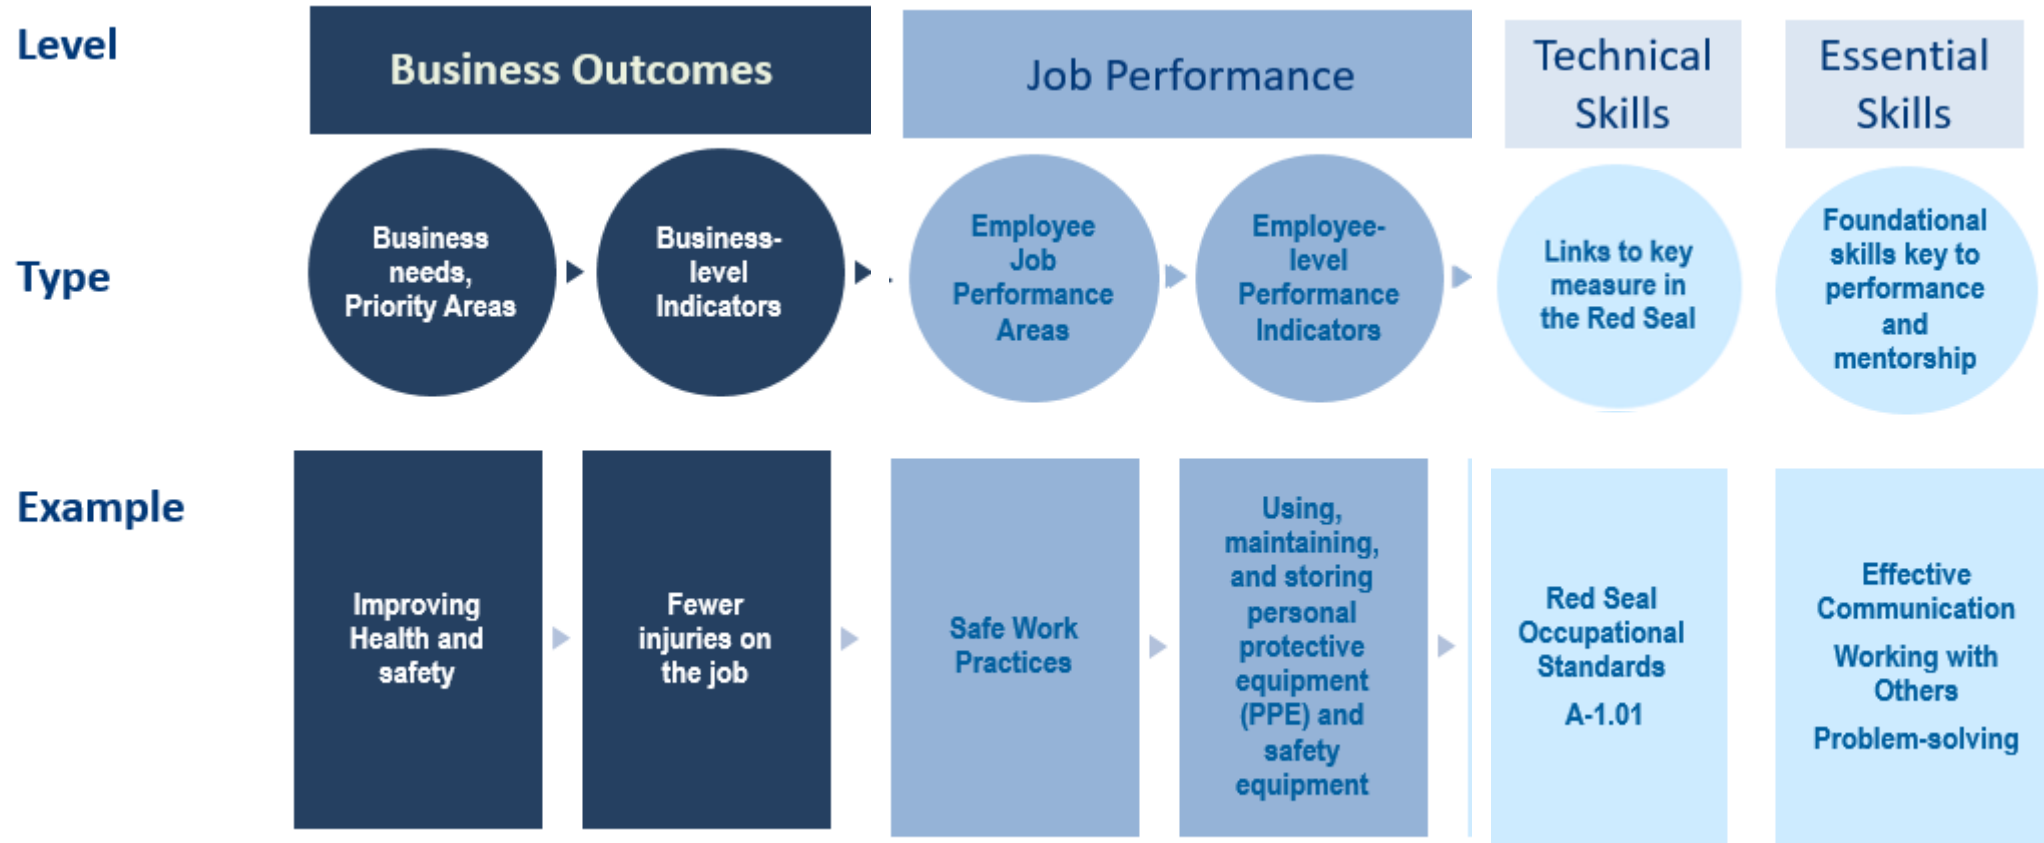 Level
Business Outcomes
Job Performance
Technical
Skills
Essential
Skills
Type
Business
needs,
Priority Areas
Business-
level
Indicators
Employee
Job
Performance
Areas
Employee-
level
Performance
Indicators
Links to key
measure in
the Red Seal
Foundational
skills key to
performance
and
mentorship
Example
Improving
Health and
safety
Fewer
injuries on
the job
Safe Work
Practices
Using,
maintaining,
and storing
personal
protective
equipment
(PPE) and
safety
equipment
Red Seal
Occupational
Standards
A-1.01
Effective
Communication
Working with
Others
Problem-solving